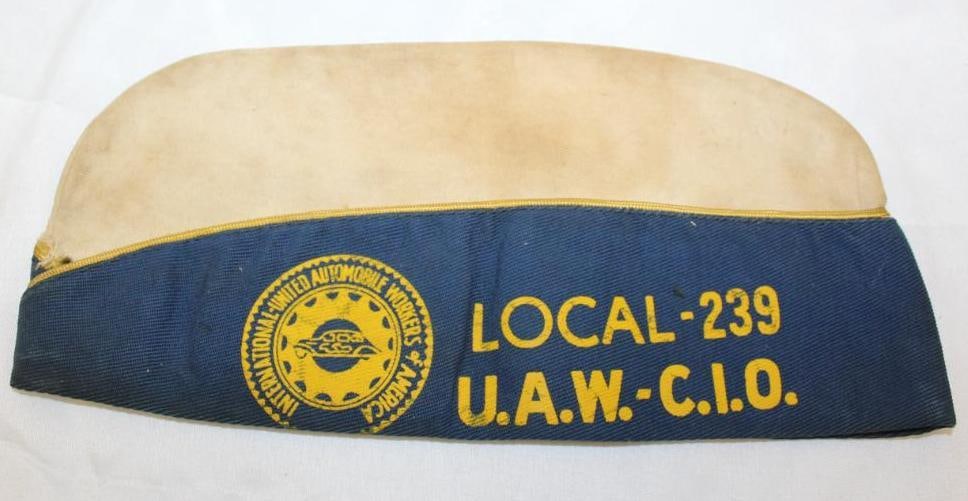 INTERNATIONAL-UNITED AUTOMOBILE WORKERS of AMERICA
LOCAL-239
U.A.W.-C.I.O.